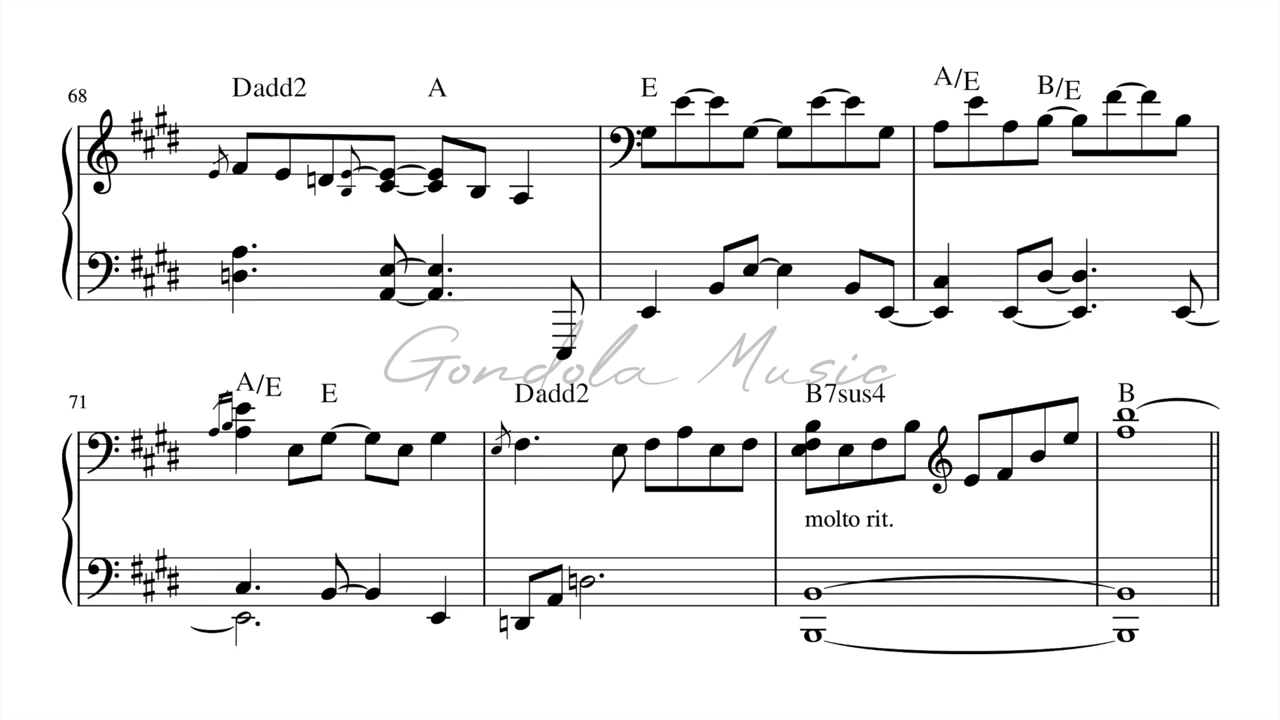 Dadd2 A E A/E B/E
68
Gondola Music
A/E E Dadd2 B7sus4 B
71
molto rit.